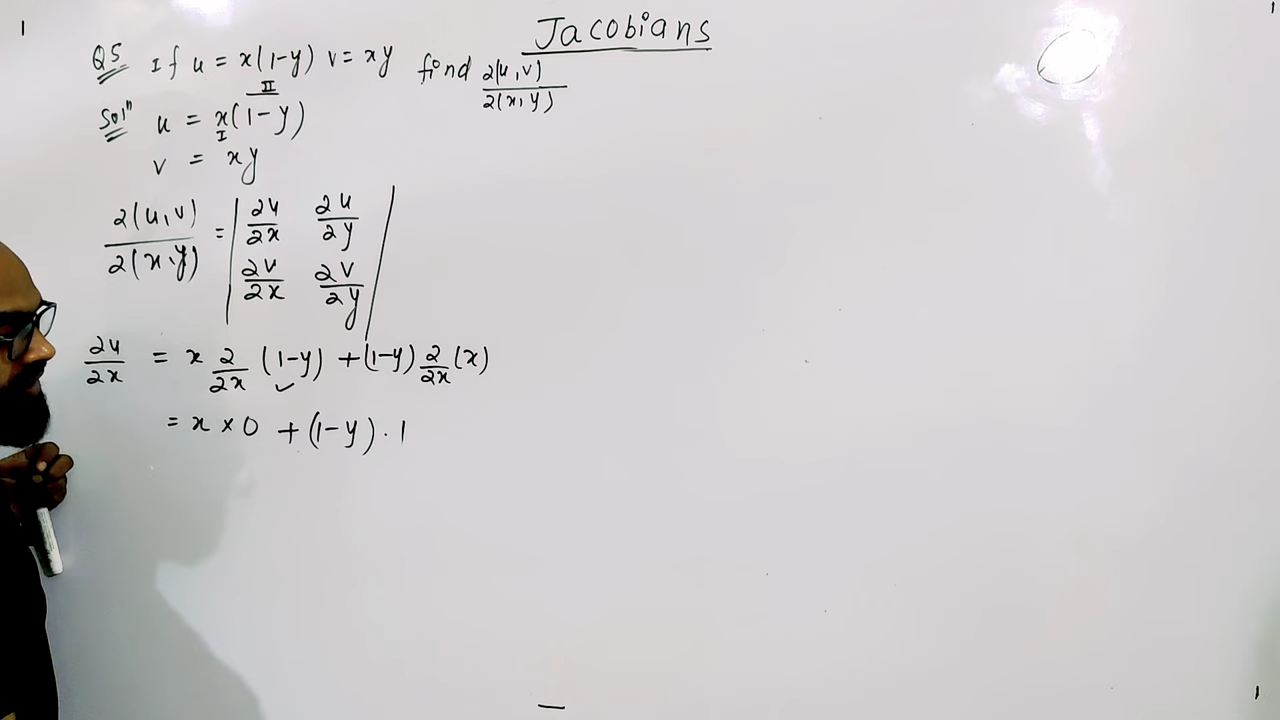 Jacobians
Q5 If u = x(1-y) v = xy find ∂(u,v)/∂(x,y)
II
Solⁿ u = x(1-y)
I
v = xy
∂(u,v)/∂(x,y) = | ∂u/∂x ∂u/∂y |
| ∂v/∂x ∂v/∂y |
∂u/∂x = x ∂/∂x (1-y) + (1-y) ∂/∂x (x)
= x × 0 + (1-y) . 1